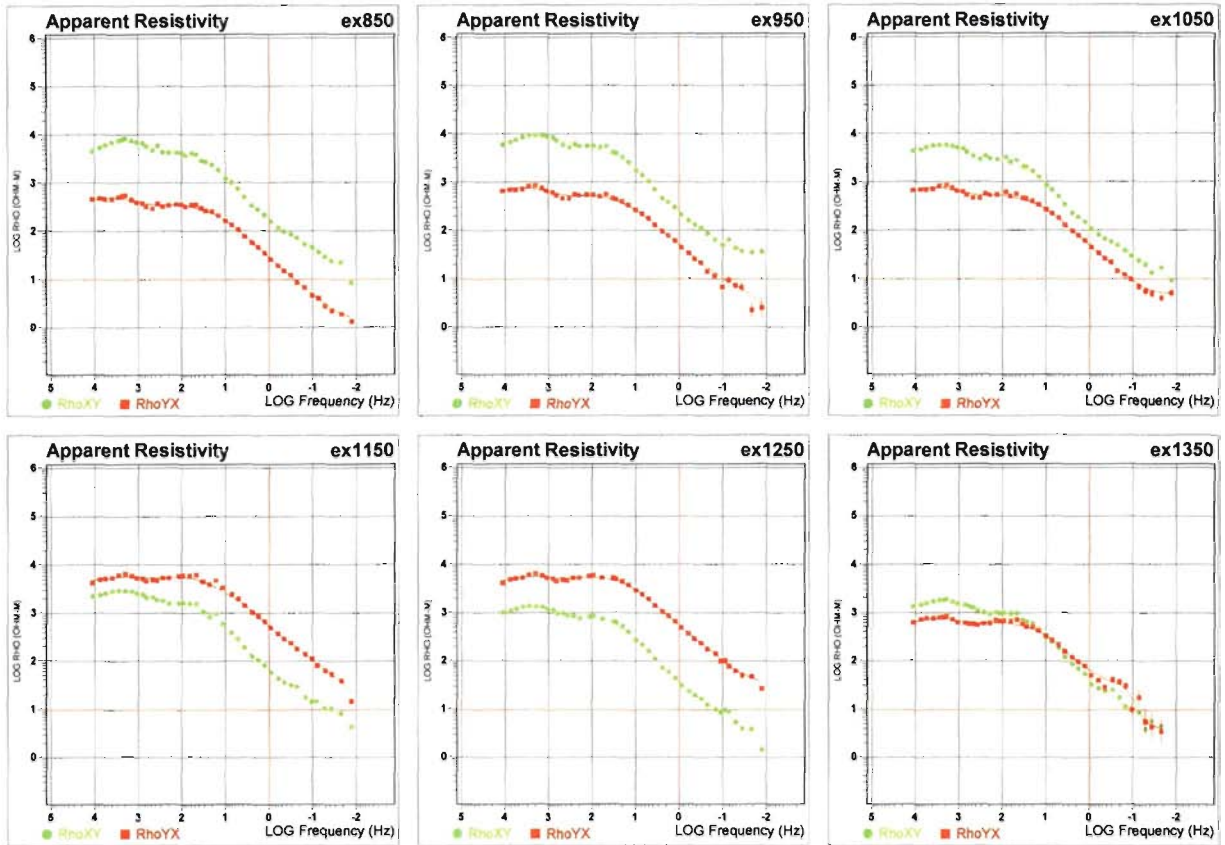 Apparent Resistivity ex850
6
5
4
3
2
1
0
LOG RHO (OHM-M)
5 4 3 2 1 0 -1 -2
RhoXY RhoYX LOG Frequency (Hz)
Apparent Resistivity ex950
6
5
4
3
2
1
0
LOG RHO (OHM-M)
5 4 3 2 1 0 -1 -2
RhoXY RhoYX LOG Frequency (Hz)
Apparent Resistivity ex1050
6
5
4
3
2
1
0
LOG RHO (OHM-M)
5 4 3 2 1 0 -1 -2
RhoXY RhoYX LOG Frequency (Hz)
Apparent Resistivity ex1150
6
5
4
3
2
1
0
LOG RHO (OHM-M)
5 4 3 2 1 0 -1 -2
RhoXY RhoYX LOG Frequency (Hz)
Apparent Resistivity ex1250
6
5
4
3
2
1
0
LOG RHO (OHM-M)
5 4 3 2 1 0 -1 -2
RhoXY RhoYX LOG Frequency (Hz)
Apparent Resistivity ex1350
6
5
4
3
2
1
0
LOG RHO (OHM-M)
5 4 3 2 1 0 -1 -2
RhoXY RhoYX LOG Frequency (Hz)